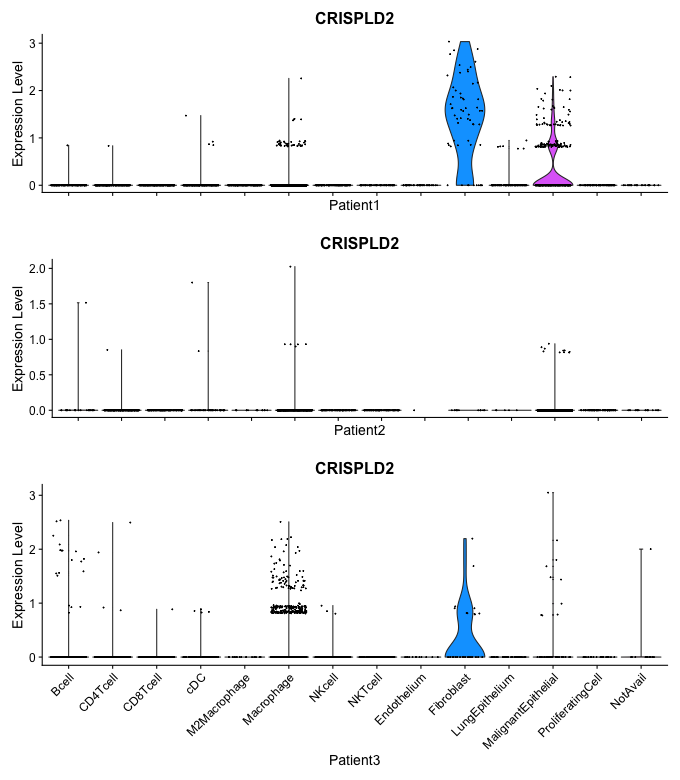 CRISPLD2
Expression Level
3
2
1
0
Patient1
CRISPLD2
Expression Level
2.0
1.5
1.0
0.5
0.0
Patient2
CRISPLD2
Expression Level
3
2
1
0
Bcell
CD4Tcell
CD8Tcell
cDC
M2Macrophage
Macrophage
NKcell
NKTcell
Endothelium
Fibroblast
LungEpithelium
MalignantEpithelial
ProliferatingCell
NotAvail
Patient3